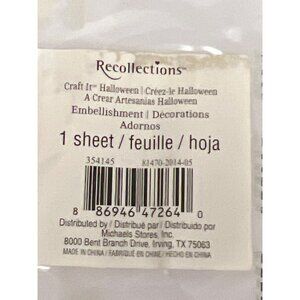 Recollections™
Craft It™ Halloween | Créez-le Halloween
A Crear Artesanías Halloween
Embellishment | Décorations
Adornos
1 sheet / feuille / hoja
354145 81470-2014-05
8 86946 47264 0
Distributed by / Distribué par / Distribuido por
Michaels Stores, Inc.
8000 Bent Branch Drive, Irving, TX 75063
MADE IN CHINA / FABRIQUÉ EN CHINE / HECHO EN CHINA